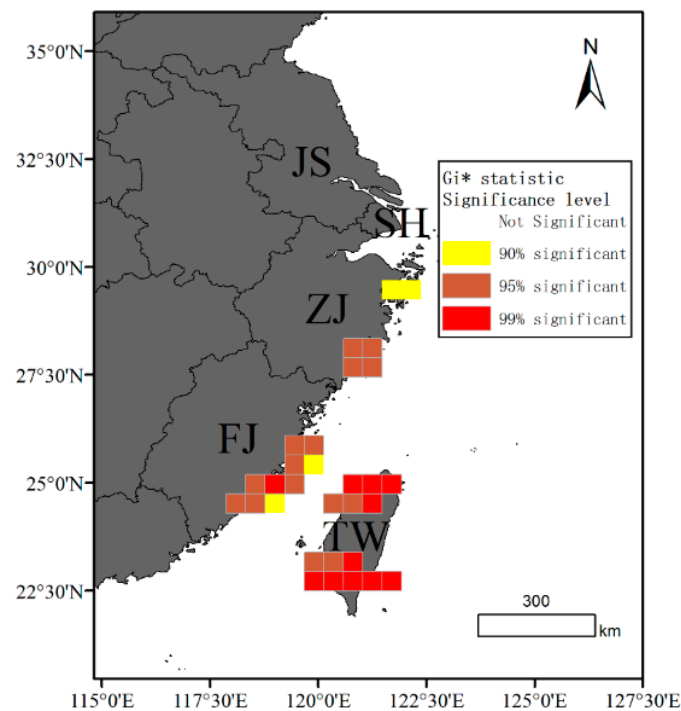 35°0'N
32°30'N
30°0'N
27°30'N
25°0'N
22°30'N
N
JS
SH
ZJ
FJ
TW
Gi* statistic
Significance level
Not Significant
90% significant
95% significant
99% significant
300
km
115°0'E
117°30'E
120°0'E
122°30'E
125°0'E
127°30'E